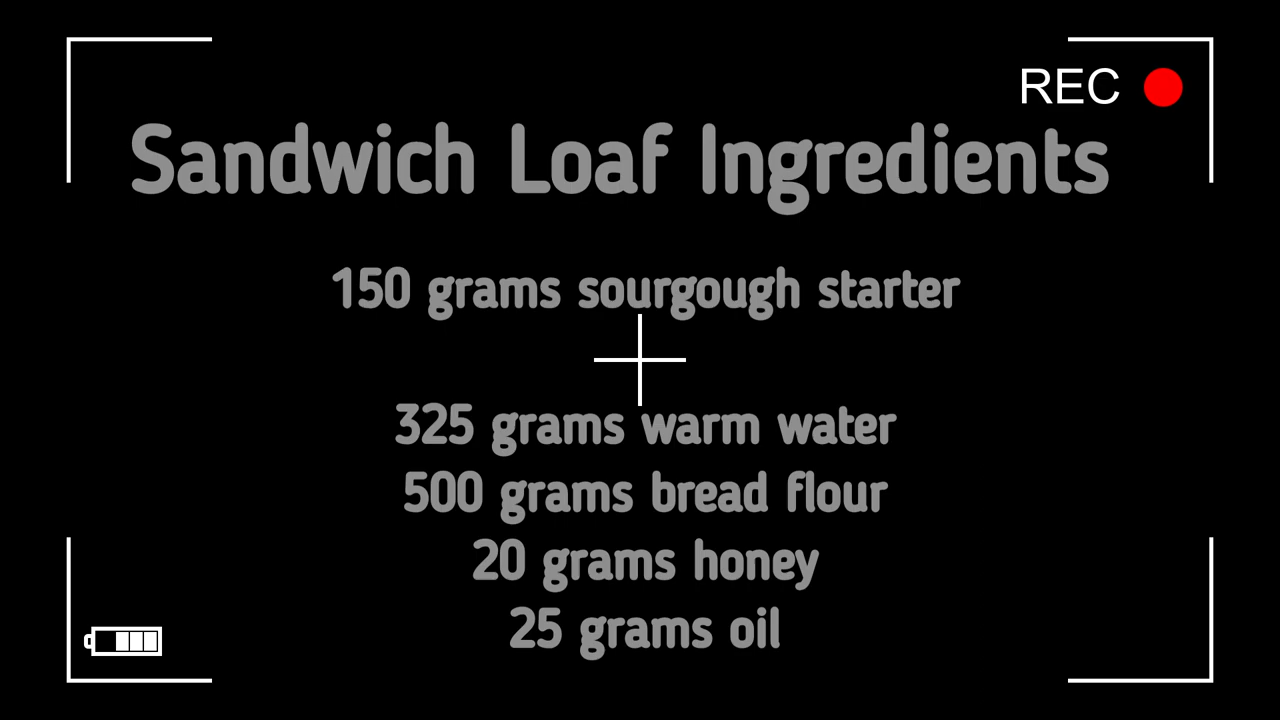 REC
Sandwich Loaf Ingredients
150 grams sourgough starter
325 grams warm water
500 grams bread flour
20 grams honey
25 grams oil